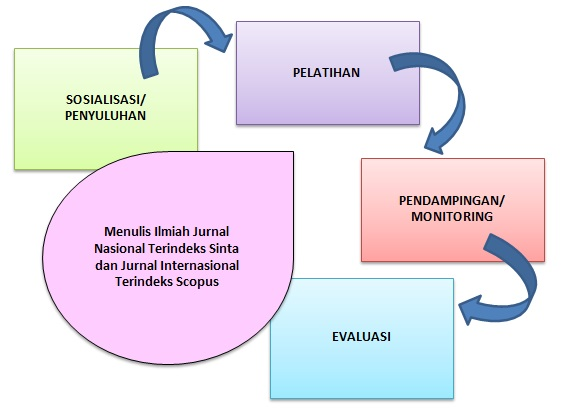 SOSIALISASI/
PENYULUHAN
PELATIHAN
PENDAMPINGAN/
MONITORING
EVALUASI
Menulis Ilmiah Jurnal
Nasional Terindeks Sinta
dan Jurnal Internasional
Terindeks Scopus